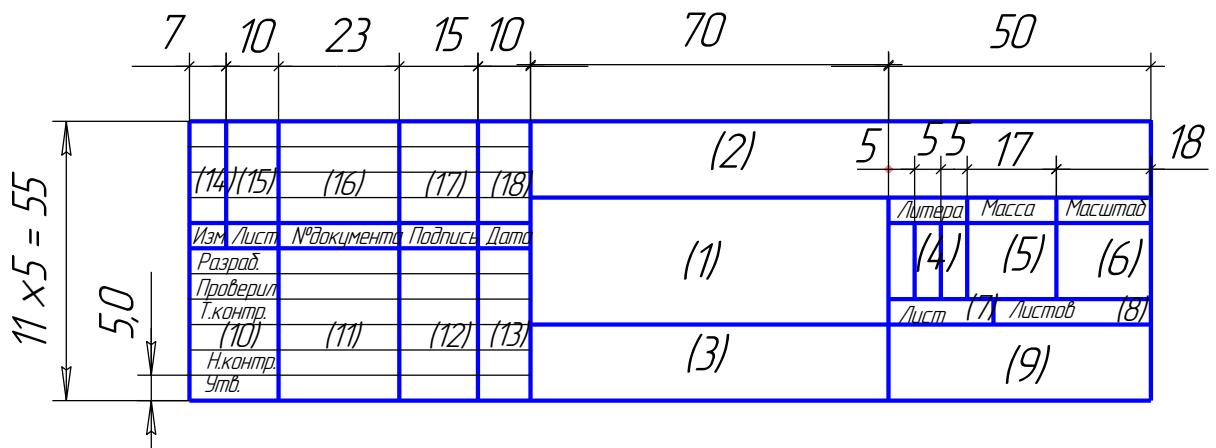 7 10 23 15 10 70 50
(2)
5 5 5 17 18
(14) (15) (16) (17) (18)
Литера Масса Масштаб
Изм Лист №документа Подпись Дата
(1) (4) (5) (6)
Разраб.
Проверил
Т.контр.
Лист (7) Листов (8)
(10) (11) (12) (13)
(3) (9)
Н.контр.
Утв.
11 x 5 = 55
5,0